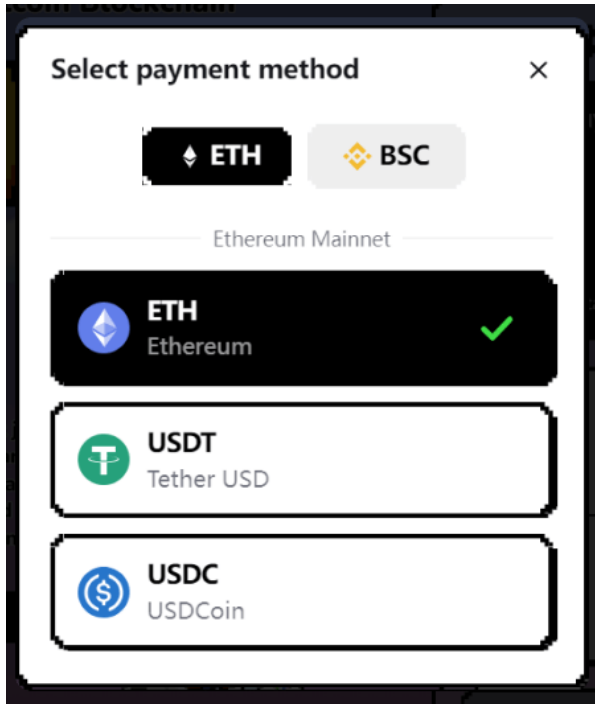 Select payment method
ETH
BSC
Ethereum Mainnet
ETH
Ethereum
USDT
Tether USD
USDC
USDCoin